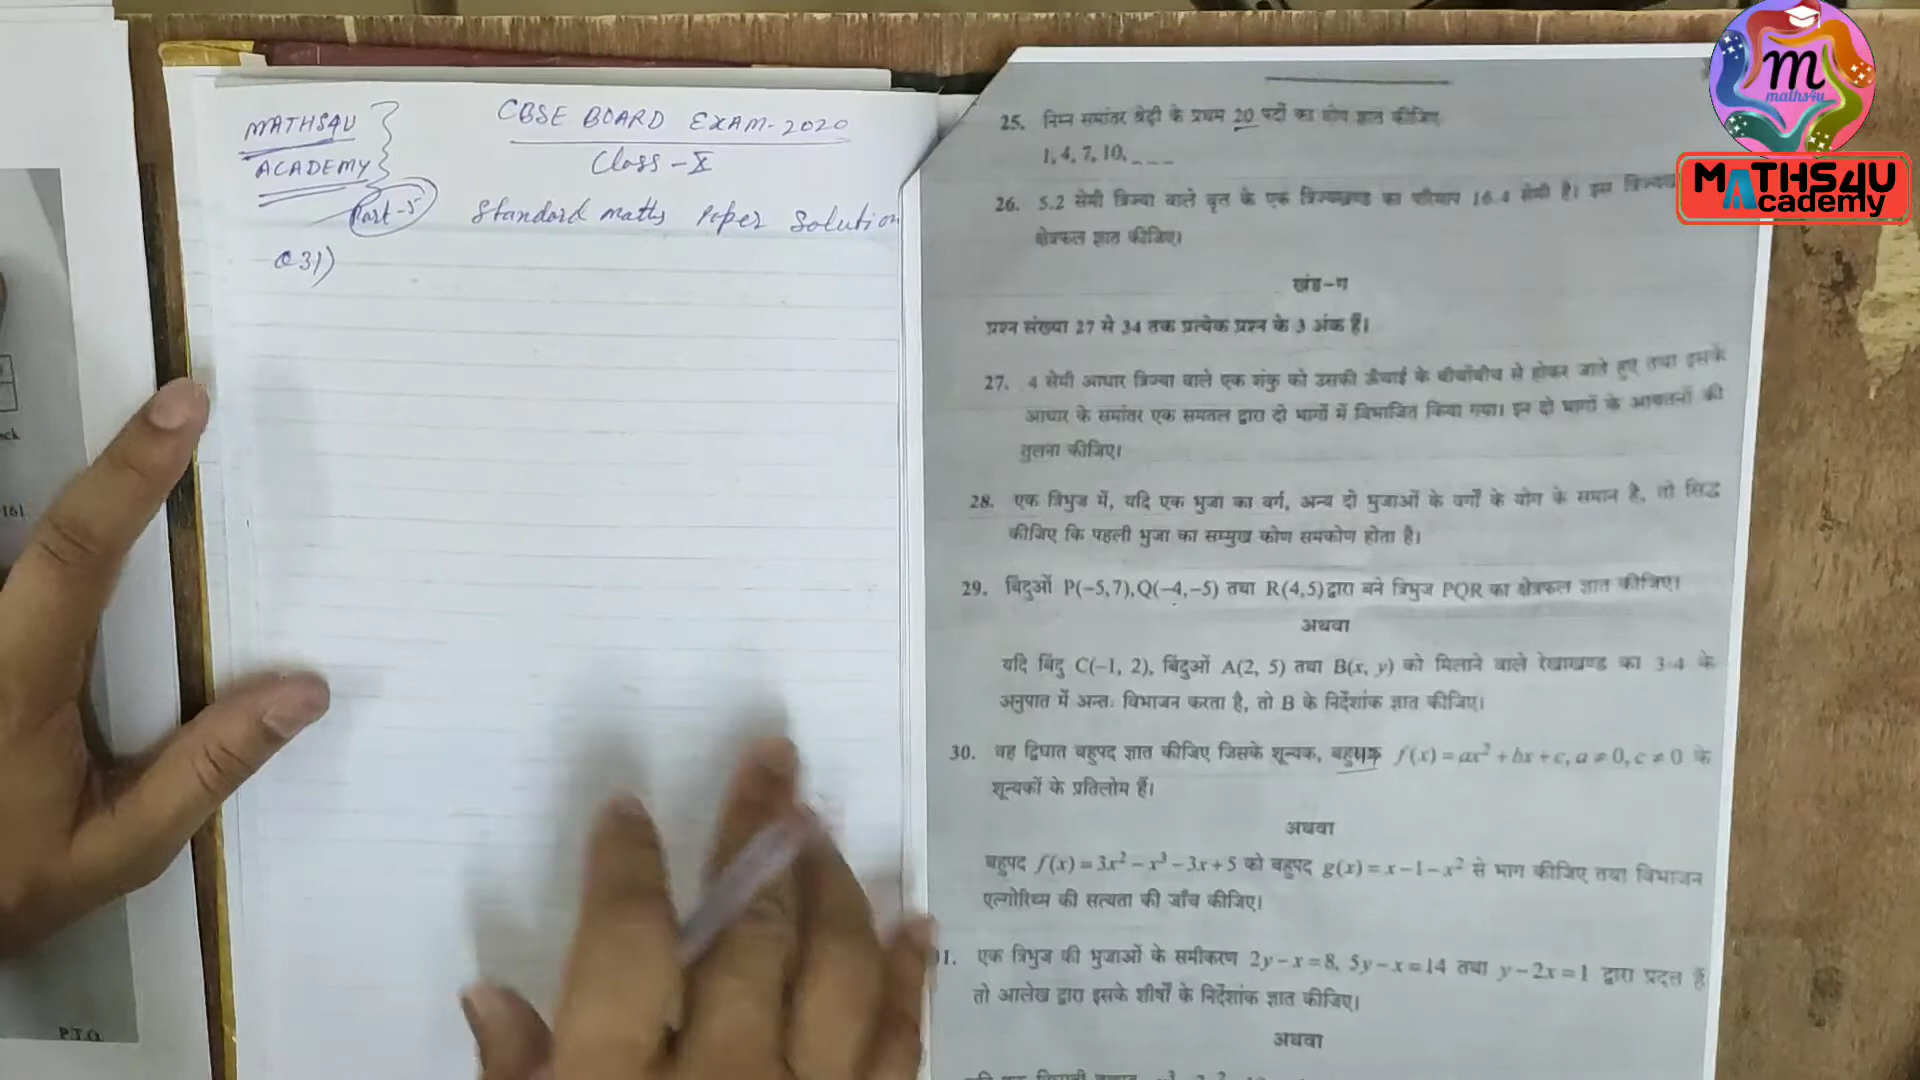 MATHS4U
ACADEMY
Part-5
CBSE BOARD EXAM-2020
Class-X
Standard maths Paper Solution
Q31)
ck
161.
P.T.O.
m
maths4u
MATHS4U
Academy
25. निम्न समांतर श्रेढ़ी के प्रथम 20 पदों का योग ज्ञात कीजिए
1, 4, 7, 10, _ _ _
26. 5.2 सेमी त्रिज्या वाले वृत्त के एक त्रिज्यखण्ड का परिमाप 16.4 सेमी है। इस
क्षेत्रफल ज्ञात कीजिए।
खंड-ग
प्रश्न संख्या 27 से 34 तक प्रत्येक प्रश्न के 3 अंक हैं।
27. 4 सेमी आधार त्रिज्या वाले एक शंकु को उसकी ऊँचाई के बीचोंबीच से होकर जाते हुए तथा इसके
आधार के समांतर एक समतल द्वारा दो भागों में विभाजित किया गया। इन दो भागों के आयतनों की
तुलना कीजिए।
28. एक त्रिभुज में, यदि एक भुजा का वर्ग, अन्य दो भुजाओं के वर्गों के योग के समान है, तो सिद्ध
कीजिए कि पहली भुजा का सम्मुख कोण समकोण होता है।
29. बिंदुओं P(−5,7), Q(−4,−5) तथा R(4,5) द्वारा बने त्रिभुज PQR का क्षेत्रफल ज्ञात कीजिए।
अथवा
यदि बिंदु C(−1, 2), बिंदुओं A(2, 5) तथा B(x, y) को मिलाने वाले रेखाखण्ड का 3:4 के
अनुपात में अन्तः विभाजन करता है, तो B के निर्देशांक ज्ञात कीजिए।
30. वह द्विघात बहुपद ज्ञात कीजिए जिसके शून्यक, बहुपद f(x) = ax² + bx + c, a ≠ 0, c ≠ 0 के
शून्यकों के प्रतिलोम हैं।
अथवा
बहुपद f(x) = 3x² − x³ − 3x + 5 को बहुपद g(x) = x − 1 − x² से भाग कीजिए तथा विभाजन
एल्गोरिथ्म की सत्यता की जाँच कीजिए।
1. एक त्रिभुज की भुजाओं के समीकरण 2y − x = 8, 5y − x = 14 तथा y − 2x = 1 द्वारा प्रदत्त हैं
तो आलेख द्वारा इसके शीर्षों के निर्देशांक ज्ञात कीजिए।
अथवा